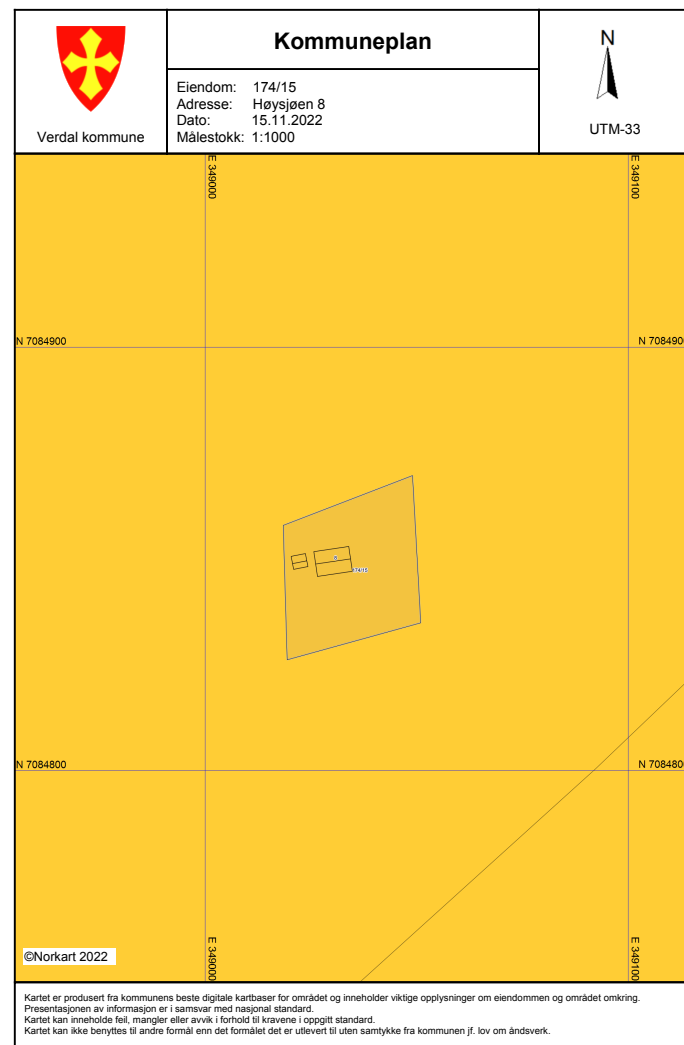 Kommuneplan
Verdal kommune
Eiendom: 174/15
Adresse: Høysjøen 8
Dato: 15.11.2022
Målestokk: 1:1000
N
UTM-33
E 349000
E 349100
N 7084900
N 7084900
8
174/15
N 7084800
N 7084800
E 349000
E 349100
©Norkart 2022
Kartet er produsert fra kommunens beste digitale kartbaser for området og inneholder viktige opplysninger om eiendommen og området omkring.
Presentasjonen av informasjon er i samsvar med nasjonal standard.
Kartet kan inneholde feil, mangler eller avvik i forhold til kravene i oppgitt standard.
Kartet kan ikke benyttes til andre formål enn det formålet det er utlevert til uten samtykke fra kommunen jf. lov om åndsverk.